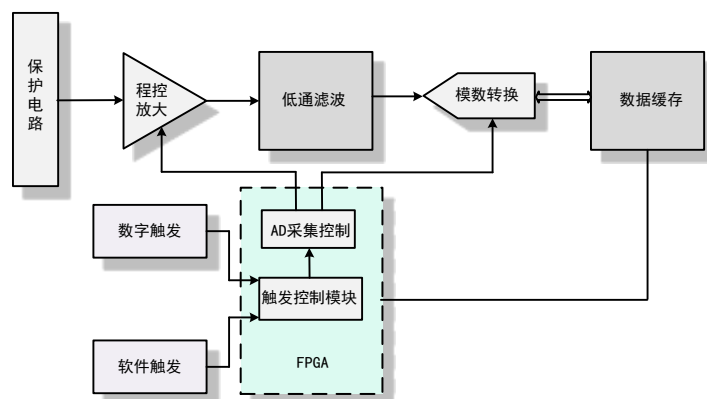 保
护
电
路
程控
放大
低通滤波
模数转换
数据缓存
数字触发
AD采集控制
触发控制模块
软件触发
FPGA